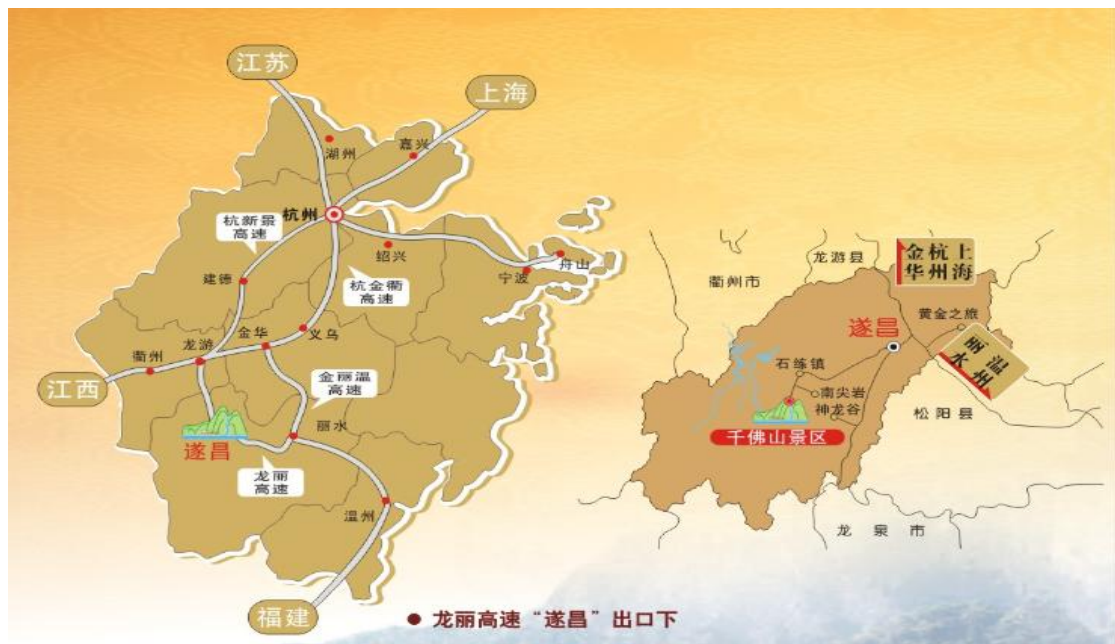 江苏
上海
湖州
嘉兴
杭州
杭新景
高速
绍兴
宁波
舟山
建德
杭金衢
高速
金华
义乌
龙游
衢州
江西
金丽温
高速
丽水
遂昌
龙丽
高速
温州
福建
龙游县
衢州市
上海
杭州
金华
黄金之旅
遂昌
温州
丽水
石练镇
南尖岩
神龙谷
松阳县
千佛山景区
龙泉市
● 龙丽高速“遂昌”出口下